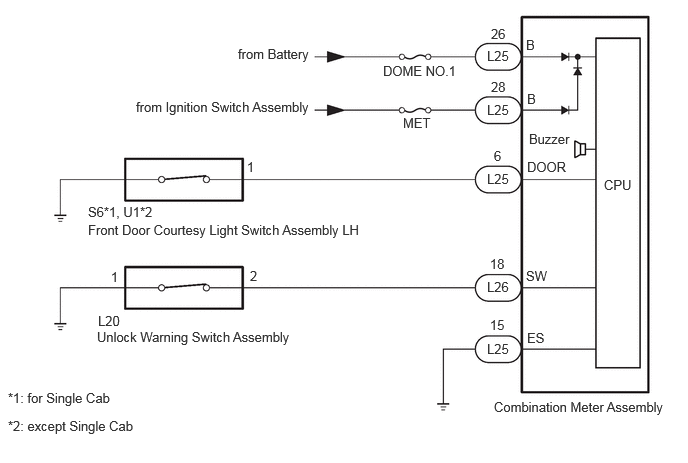 26
from Battery
DOME NO.1
L25
B
28
from Ignition Switch Assembly
MET
L25
B
Buzzer
6
1
L25
DOOR
CPU
S6*1, U1*2
Front Door Courtesy Light Switch Assembly LH
18
1
2
L26
SW
L20
Unlock Warning Switch Assembly
15
L25
ES
*1: for Single Cab
Combination Meter Assembly
*2: except Single Cab